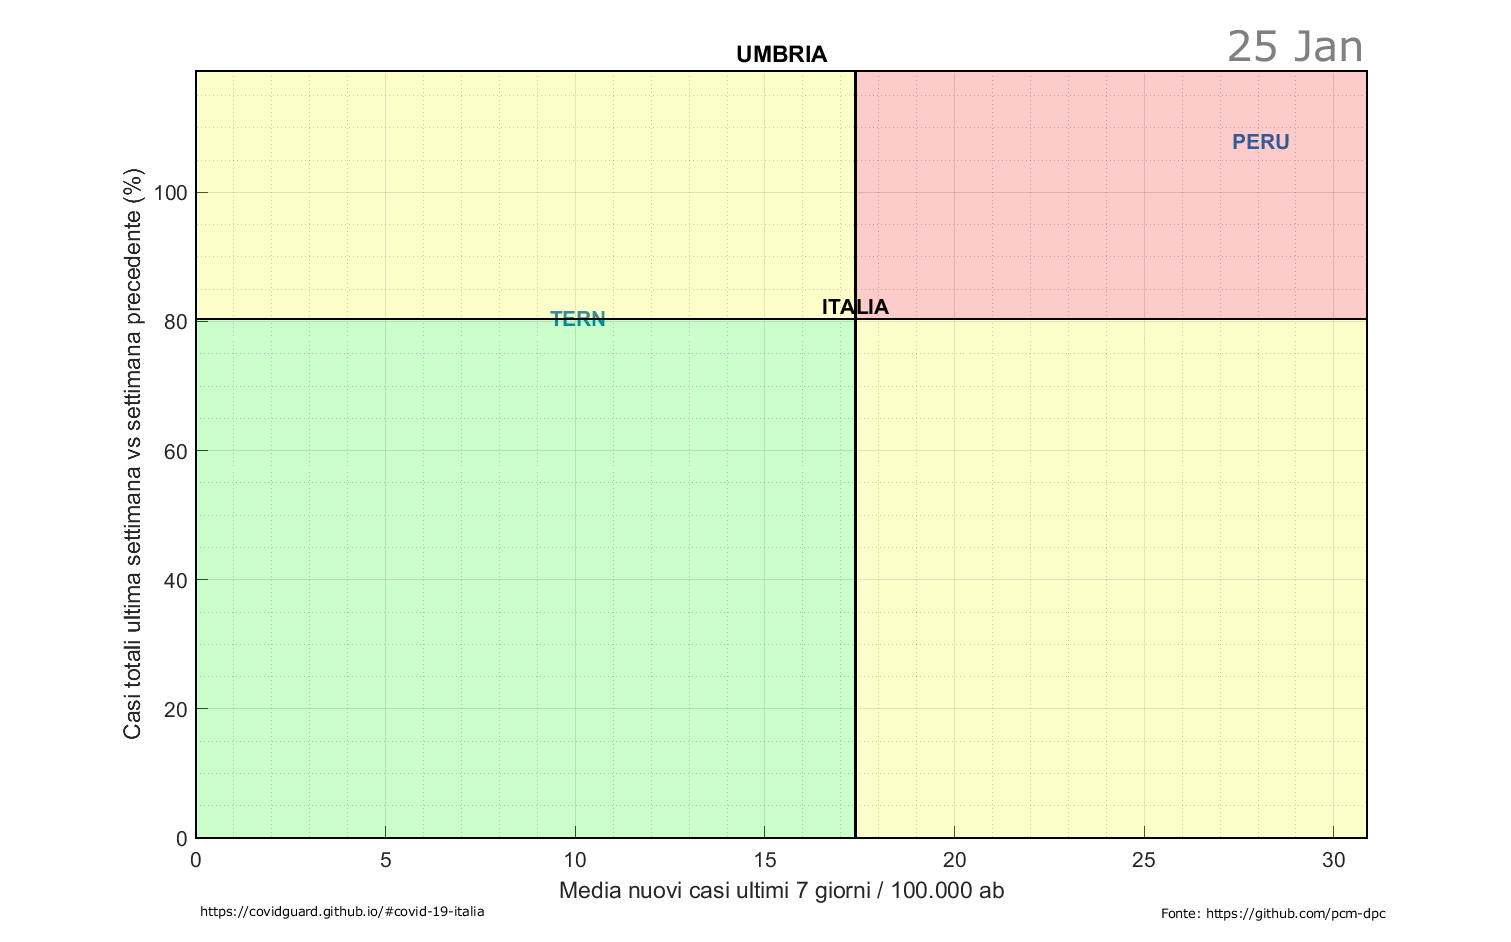 UMBRIA
25 Jan
PERU
ITALIA
TERN
Casi totali ultima settimana vs settimana precedente (%)
100
80
60
40
20
0
0 5 10 15 20 25 30
Media nuovi casi ultimi 7 giorni / 100.000 ab
https://covidguard.github.io/#covid-19-italia
Fonte: https://github.com/pcm-dpc